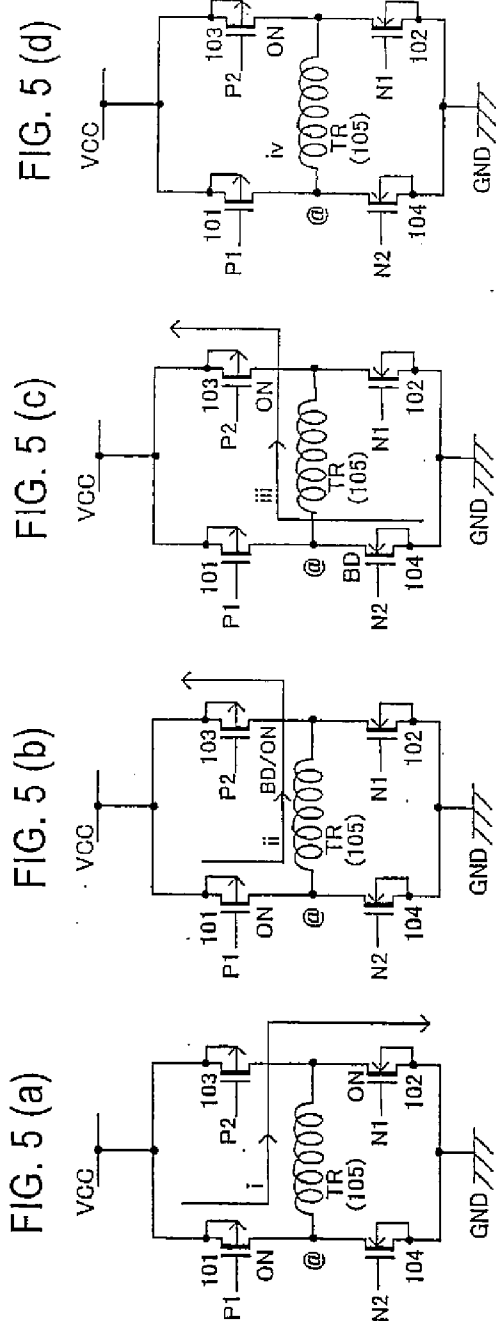 FIG. 5 (a)
VCC
101
103
P1
ON
P2
i
@
TR
(105)
ON
N2
104
N1
102
GND
FIG. 5 (b)
VCC
101
103
P1
ON
P2
BD/ON
ii
@
TR
(105)
N2
104
N1
102
GND
FIG. 5 (c)
VCC
101
103
P1
P2
ON
iii
@
TR
(105)
BD
N2
104
N1
102
GND
FIG. 5 (d)
VCC
101
103
P1
P2
ON
iv
@
TR
(105)
N2
104
N1
102
GND